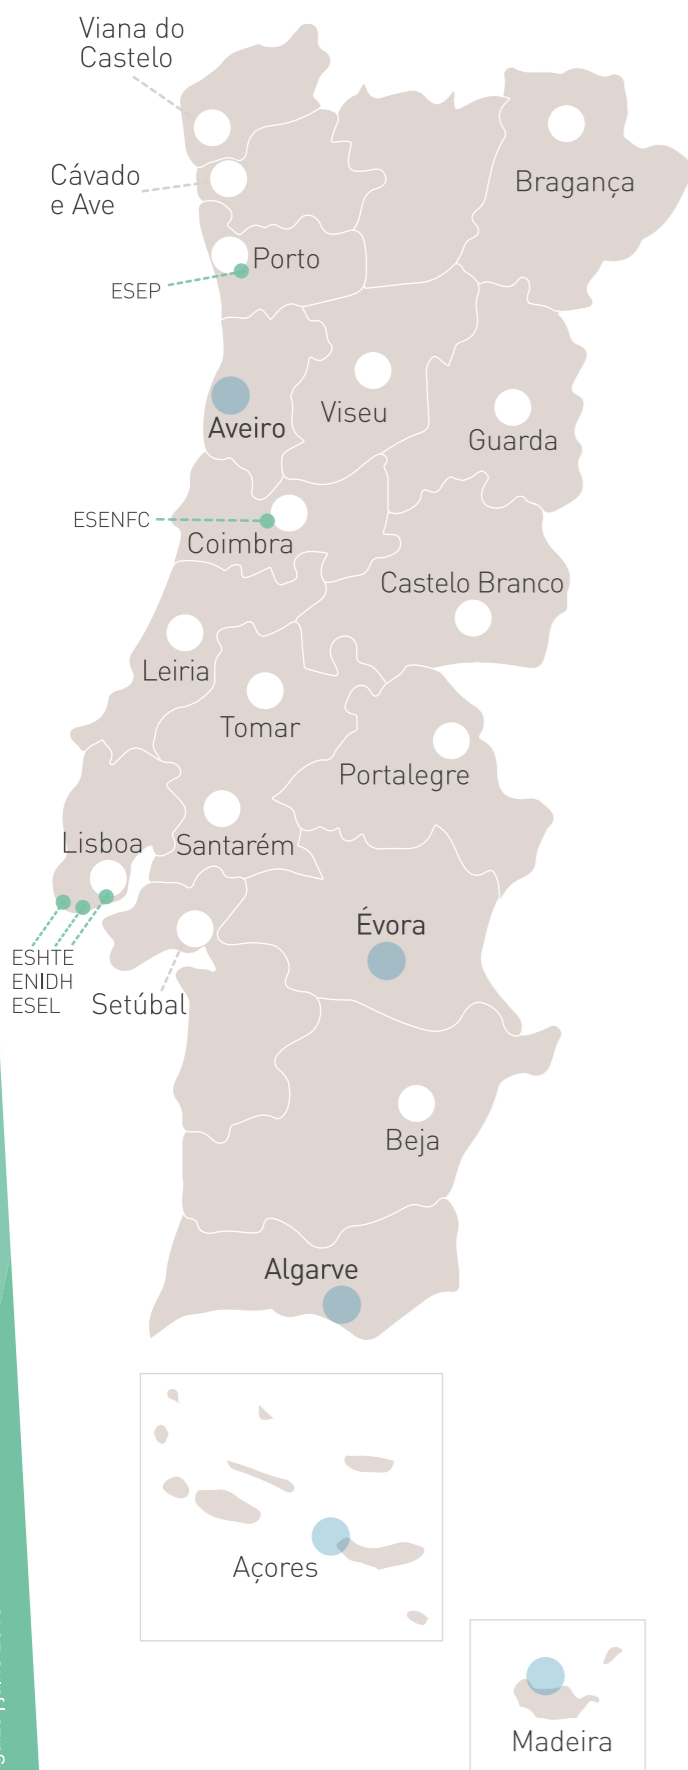 Viana do
Castelo
Cávado
e Ave
Bragança
Porto
ESEP
Viseu
Aveiro
Guarda
ESENFC
Coimbra
Castelo Branco
Leiria
Tomar
Portalegre
Lisboa
Santarém
Évora
ESHTE
ENIDH
ESEL
Setúbal
Beja
Algarve
Açores
Madeira